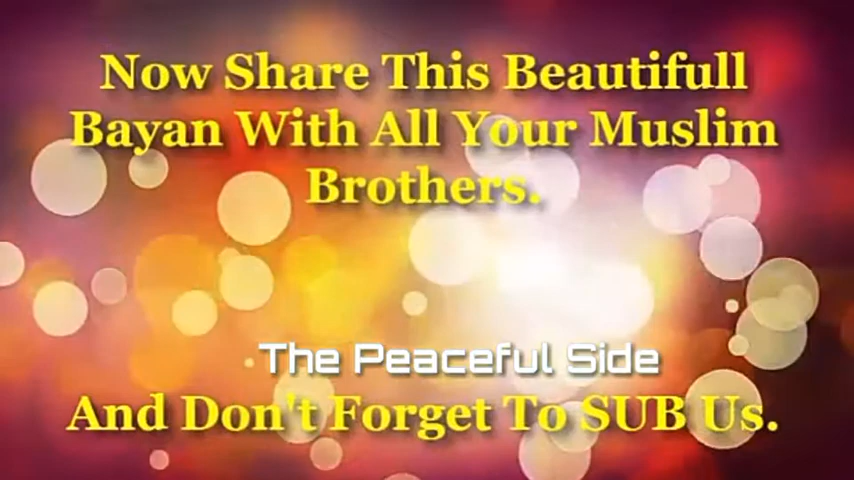 Now Share This Beautifull
Bayan With All Your Muslim
Brothers.
The Peaceful Side
And Don't Forget To SUB Us.